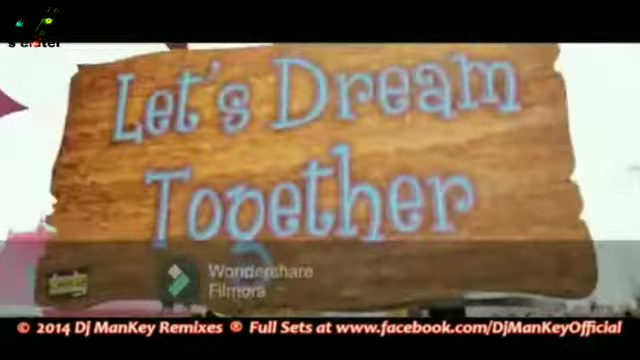 Let's Dream
Together
Wondershare
Filmora
© 2014 Dj ManKey Remixes ® Full Sets at www.facebook.com/DjManKeyOfficial